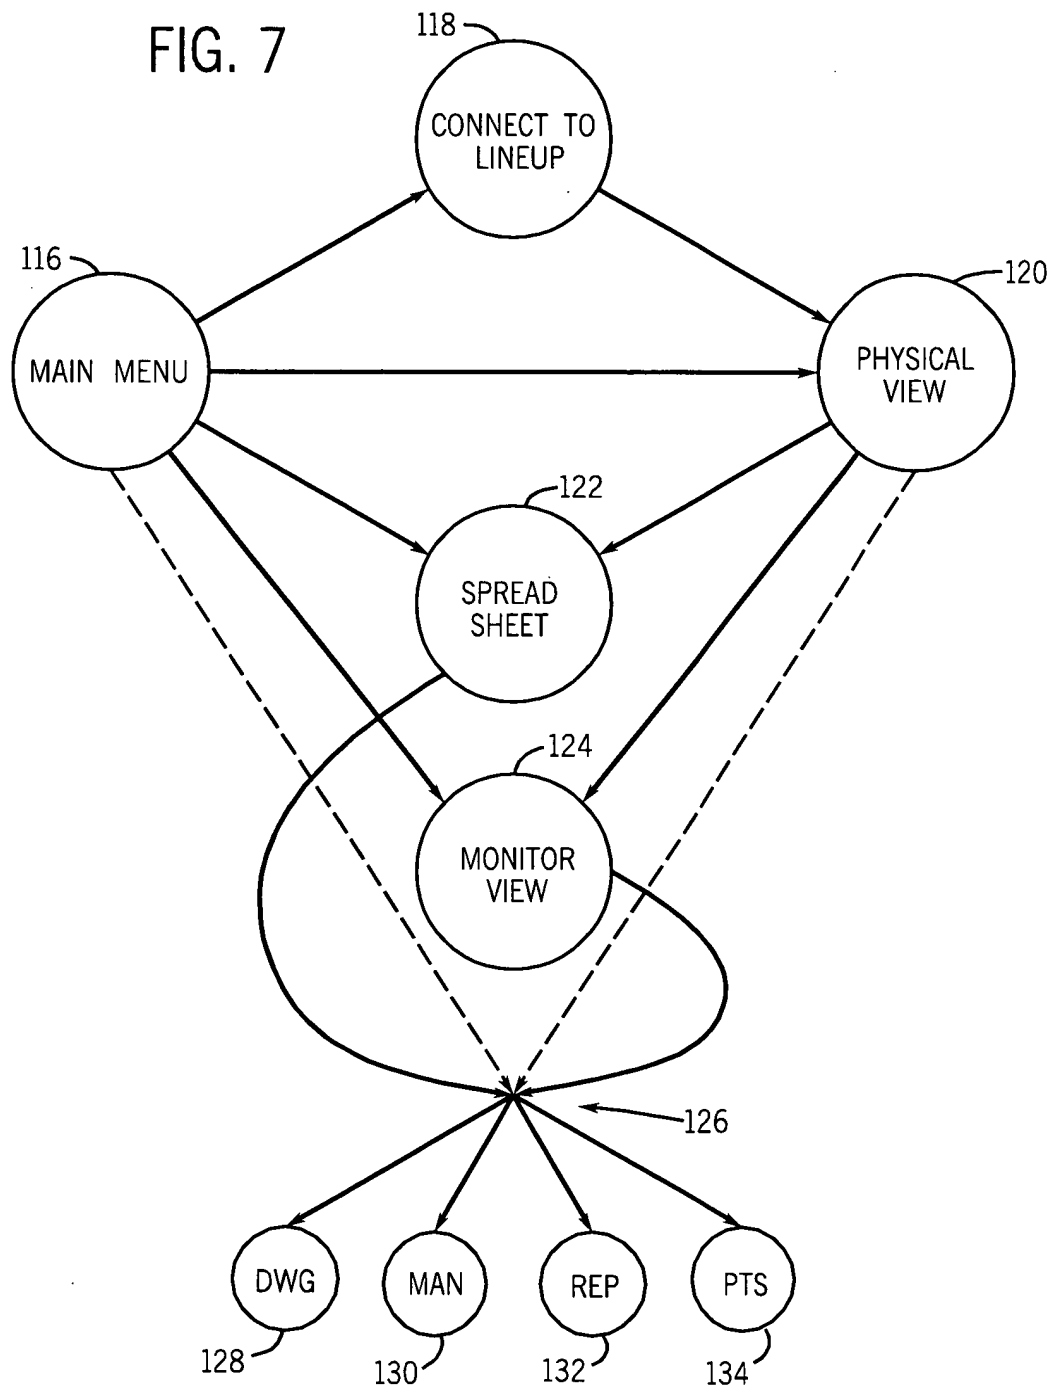 FIG. 7
118
CONNECT TO
LINEUP
116
MAIN MENU
120
PHYSICAL
VIEW
122
SPREAD
SHEET
124
MONITOR
VIEW
126
DWG
MAN
REP
PTS
128
130
132
134